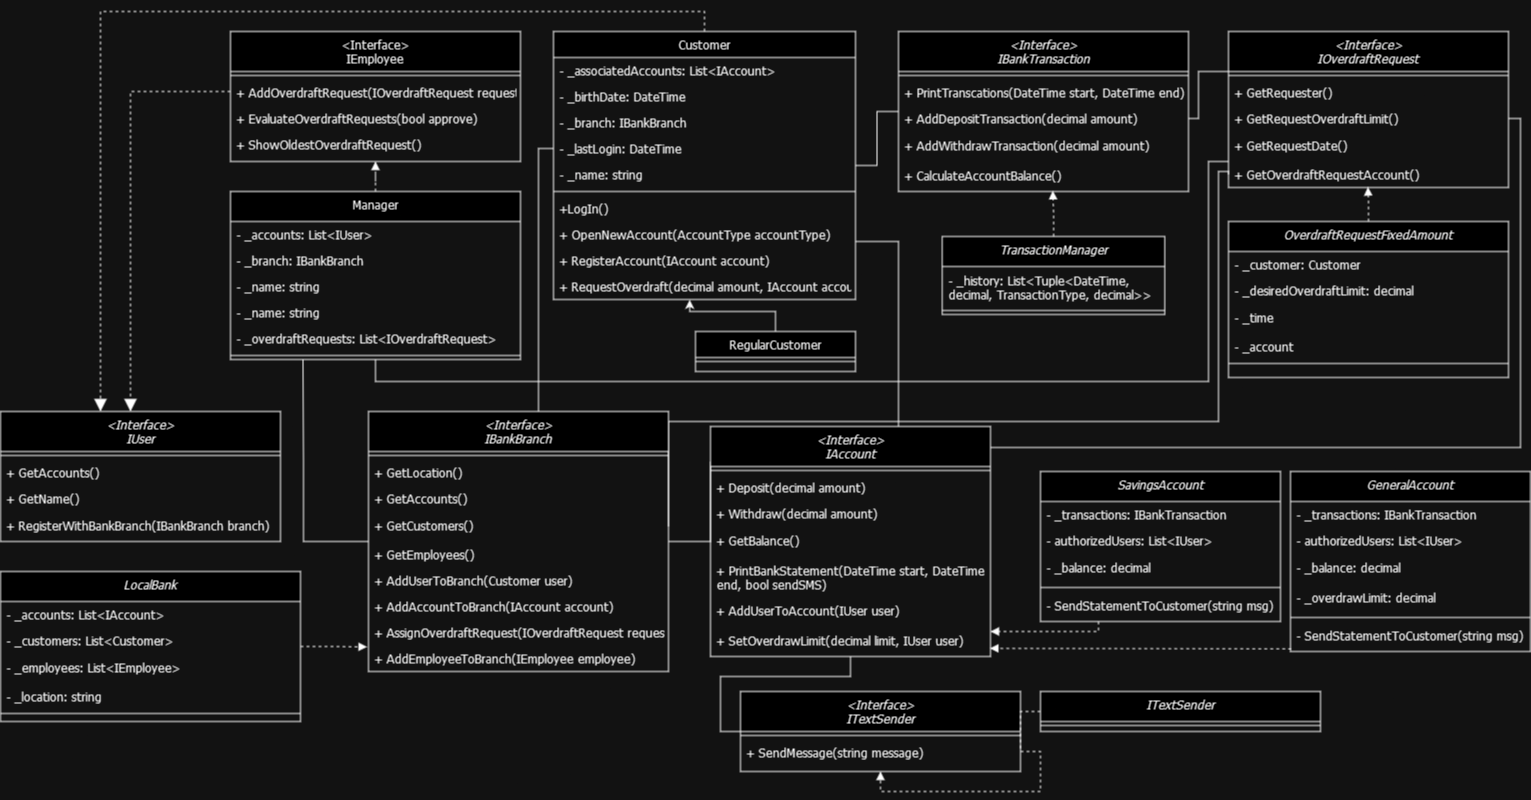 <Interface>
IEmployee
+ AddOverdraftRequest(IOverdraftRequest request
+ EvaluateOverdraftRequests(bool approve)
+ ShowOldestOverdraftRequest()
Customer
- _associatedAccounts: List<IAccount>
- _birthDate: DateTime
- _branch: IBankBranch
- _lastLogin: DateTime
- _name: string
+LogIn()
+ OpenNewAccount(AccountType accountType)
+ RegisterAccount(IAccount account)
+ RequestOverdraft(decimal amount, IAccount accou
<Interface>
IBankTransaction
+ PrintTranscations(DateTime start, DateTime end)
+ AddDepositTransaction(decimal amount)
+ AddWithdrawTransaction(decimal amount)
+ CalculateAccountBalance()
<Interface>
IOverdraftRequest
+ GetRequester()
+ GetRequestOverdraftLimit()
+ GetRequestDate()
+ GetOverdraftRequestAccount()
Manager
- _accounts: List<IUser>
- _branch: IBankBranch
- _name: string
- _name: string
- _overdraftRequests: List<IOverdraftRequest>
TransactionManager
- _history: List<Tuple<DateTime,
decimal, TransactionType, decimal>>
OverdraftRequestFixedAmount
- _customer: Customer
- _desiredOverdraftLimit: decimal
- _time
- _account
RegularCustomer
<Interface>
IUser
+ GetAccounts()
+ GetName()
+ RegisterWithBankBranch(IBankBranch branch)
<Interface>
IBankBranch
+ GetLocation()
+ GetAccounts()
+ GetCustomers()
+ GetEmployees()
+ AddUserToBranch(Customer user)
+ AddAccountToBranch(IAccount account)
+ AssignOverdraftRequest(IOverdraftRequest reques
+ AddEmployeeToBranch(IEmployee employee)
<Interface>
IAccount
+ Deposit(decimal amount)
+ Withdraw(decimal amount)
+ GetBalance()
+ PrintBankStatement(DateTime start, DateTime
end, bool sendSMS)
+ AddUserToAccount(IUser user)
+ SetOverdrawLimit(decimal limit, IUser user)
SavingsAccount
- _transactions: IBankTransaction
- authorizedUsers: List<IUser>
- _balance: decimal
- SendStatementToCustomer(string msg)
GeneralAccount
- _transactions: IBankTransaction
- authorizedUsers: List<IUser>
- _balance: decimal
- _overdrawLimit: decimal
- SendStatementToCustomer(string msg)
LocalBank
- _accounts: List<IAccount>
- _customers: List<Customer>
- _employees: List<IEmployee>
- _location: string
<Interface>
ITextSender
+ SendMessage(string message)
ITextSender